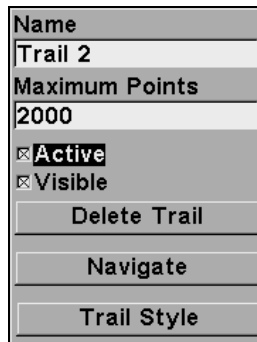 Name
Trail 2
Maximum Points
2000
Active
Visible
Delete Trail
Navigate
Trail Style